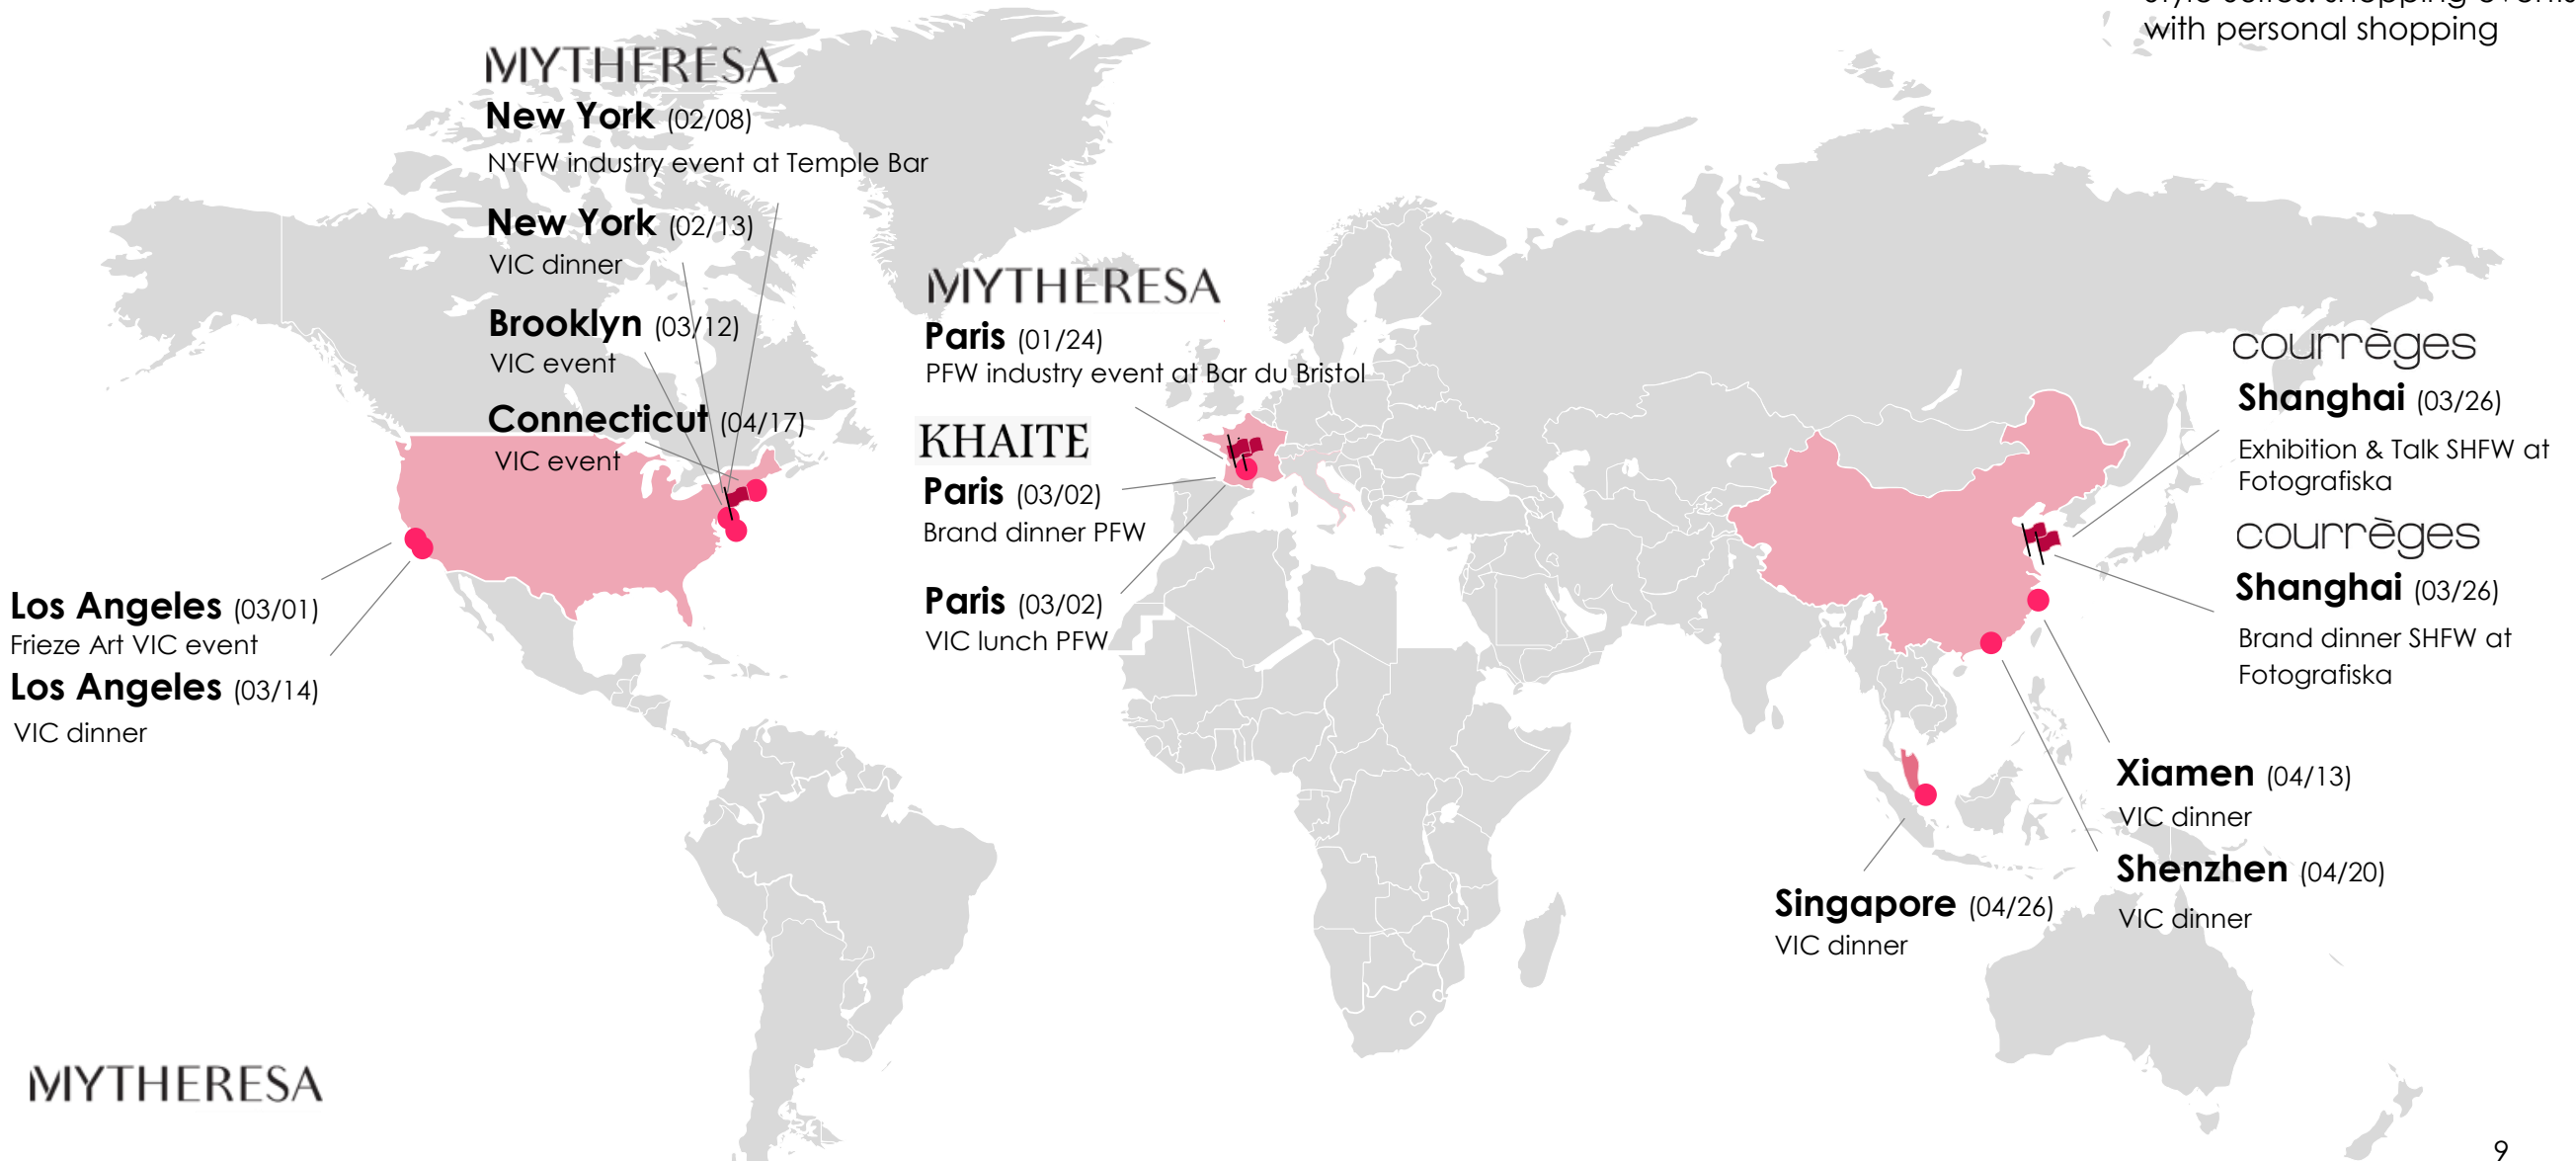 with personal shopping
MYTHERESA
New York (02/08)
NYFW industry event at Temple Bar
New York (02/13)
VIC dinner
Brooklyn (03/12)
VIC event
Connecticut (04/17)
VIC event
Los Angeles (03/01)
Frieze Art VIC event
Los Angeles (03/14)
VIC dinner
MYTHERESA
Paris (01/24)
PFW industry event at Bar du Bristol
KHAITE
Paris (03/02)
Brand dinner PFW
Paris (03/02)
VIC lunch PFW
courrèges
Shanghai (03/26)
Exhibition & Talk SHFW at
Fotografiska
courrèges
Shanghai (03/26)
Brand dinner SHFW at
Fotografiska
Xiamen (04/13)
VIC dinner
Shenzhen (04/20)
VIC dinner
Singapore (04/26)
VIC dinner
MYTHERESA
9